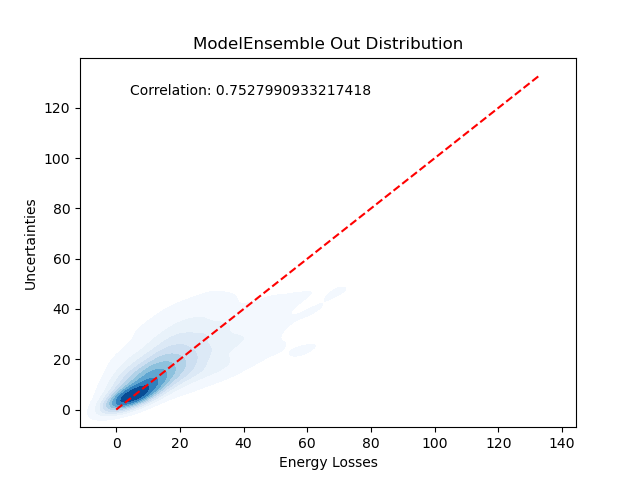 ModelEnsemble Out Distribution
Correlation: 0.7527990933217418
120
100
80
60
40
20
0
Uncertainties
0 20 40 60 80 100 120 140
Energy Losses